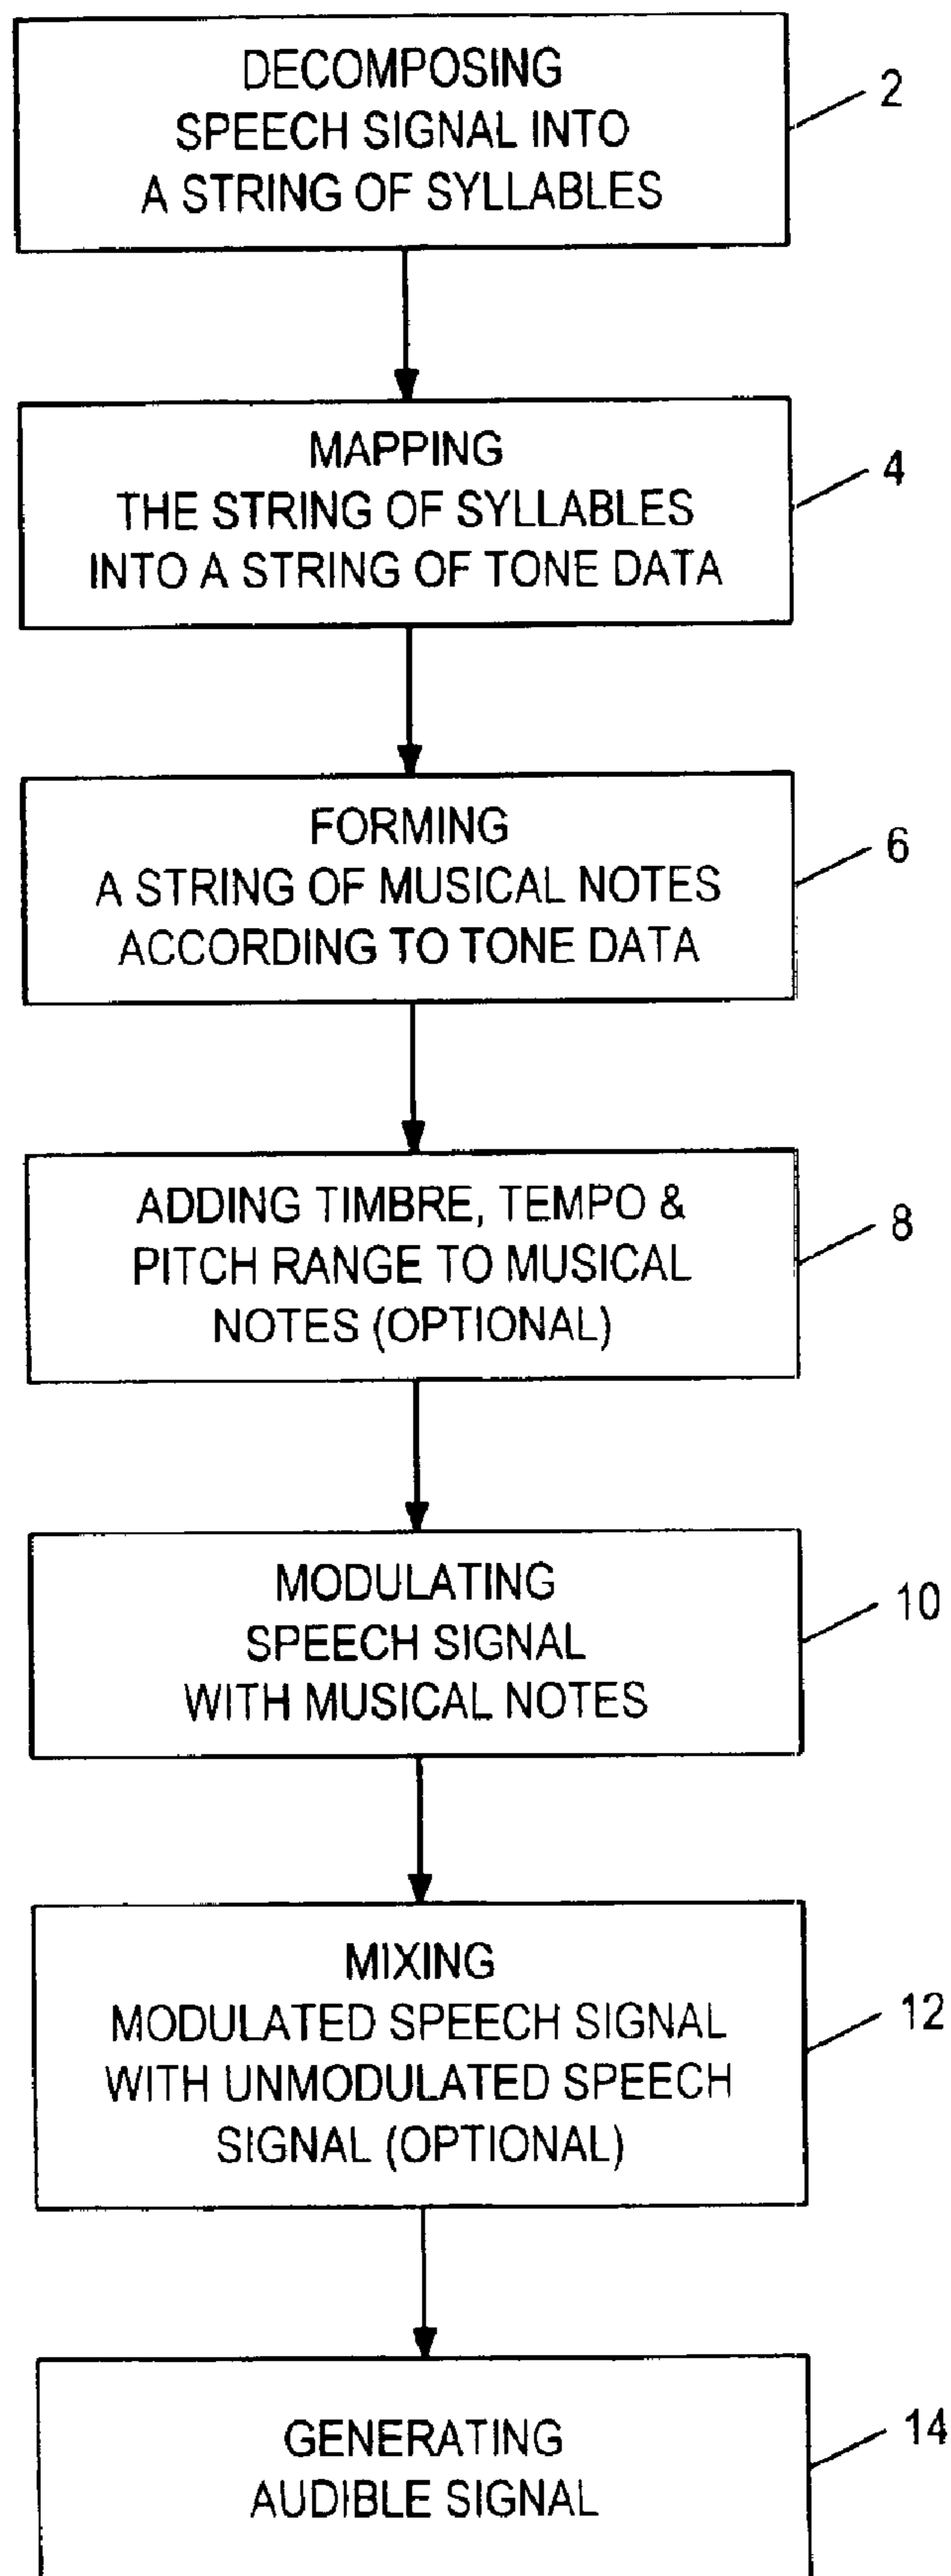 DECOMPOSING
SPEECH SIGNAL INTO
A STRING OF SYLLABLES
2
MAPPING
THE STRING OF SYLLABLES
INTO A STRING OF TONE DATA
4
FORMING
A STRING OF MUSICAL NOTES
ACCORDING TO TONE DATA
6
ADDING TIMBRE, TEMPO &
PITCH RANGE TO MUSICAL
NOTES (OPTIONAL)
8
MODULATING
SPEECH SIGNAL
WITH MUSICAL NOTES
10
MIXING
MODULATED SPEECH SIGNAL
WITH UNMODULATED SPEECH
SIGNAL (OPTIONAL)
12
GENERATING
AUDIBLE SIGNAL
14